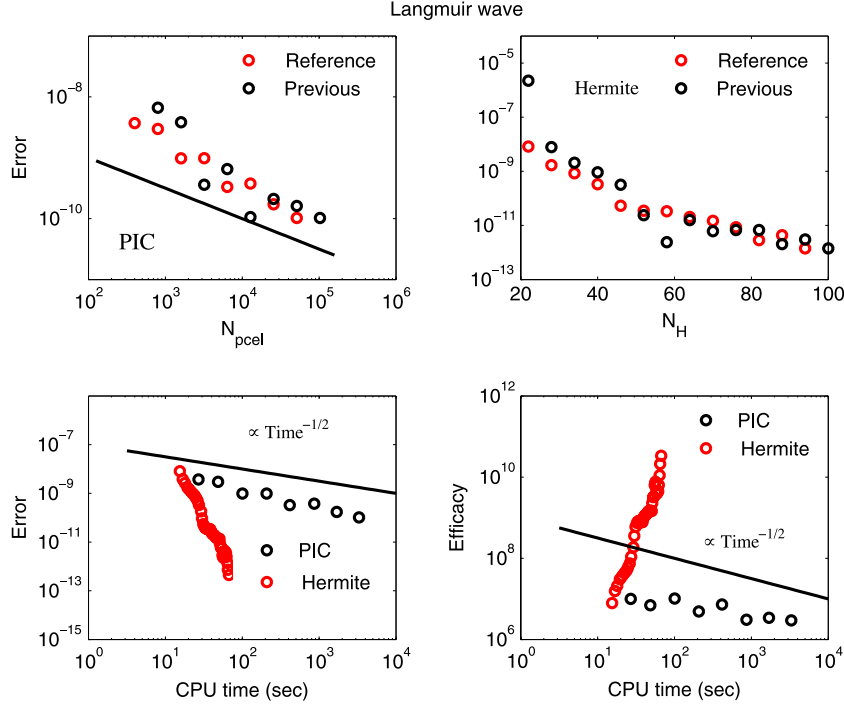 Langmuir wave
Reference
Previous
PIC
Error
10^-8
10^-10
10^2 10^3 10^4 10^5 10^6
N_pcel
Reference
Hermite Previous
10^-5
10^-7
10^-9
10^-11
10^-13
20 40 60 80 100
N_H
∝ Time^-1/2
PIC
Hermite
Error
10^-7
10^-9
10^-11
10^-13
10^-15
10^0 10^1 10^2 10^3 10^4
CPU time (sec)
PIC
Hermite
∝ Time^-1/2
Efficacy
10^12
10^10
10^8
10^6
10^0 10^1 10^2 10^3 10^4
CPU time (sec)